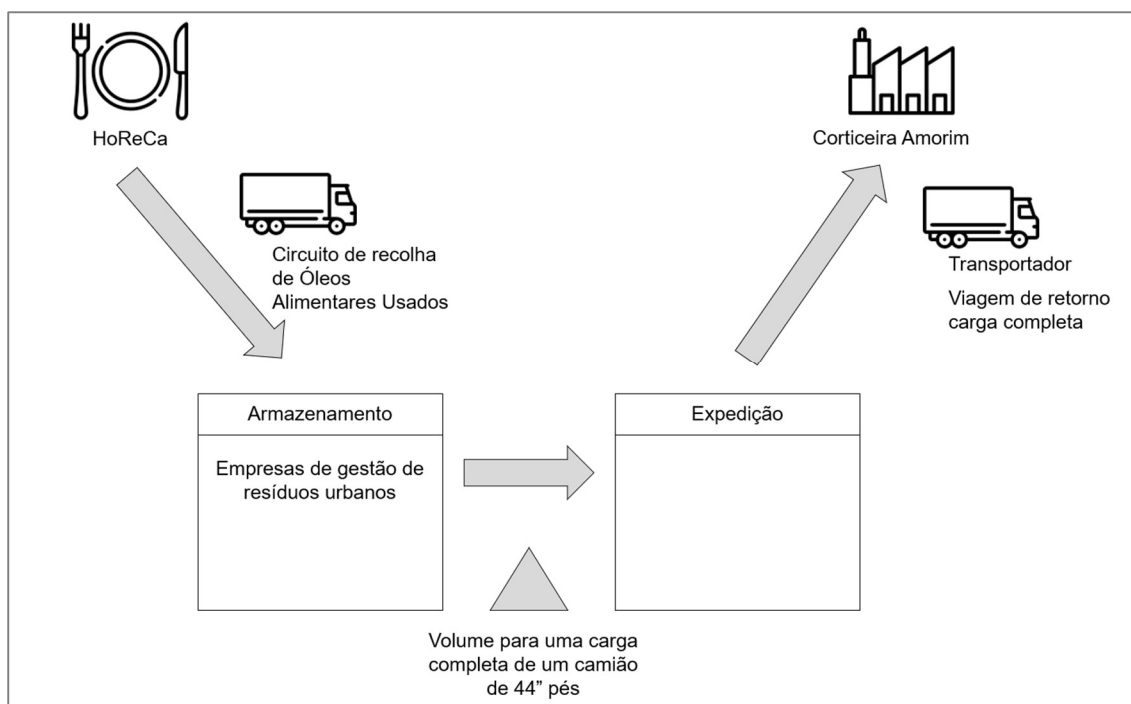 HoReCa
Corticeira Amorim
Circuito de recolha
de Óleos
Alimentares Usados
Transportador
Viagem de retorno
carga completa
Armazenamento
Empresas de gestão de
resíduos urbanos
Expedição
Volume para uma carga
completa de um camião
de 44” pés